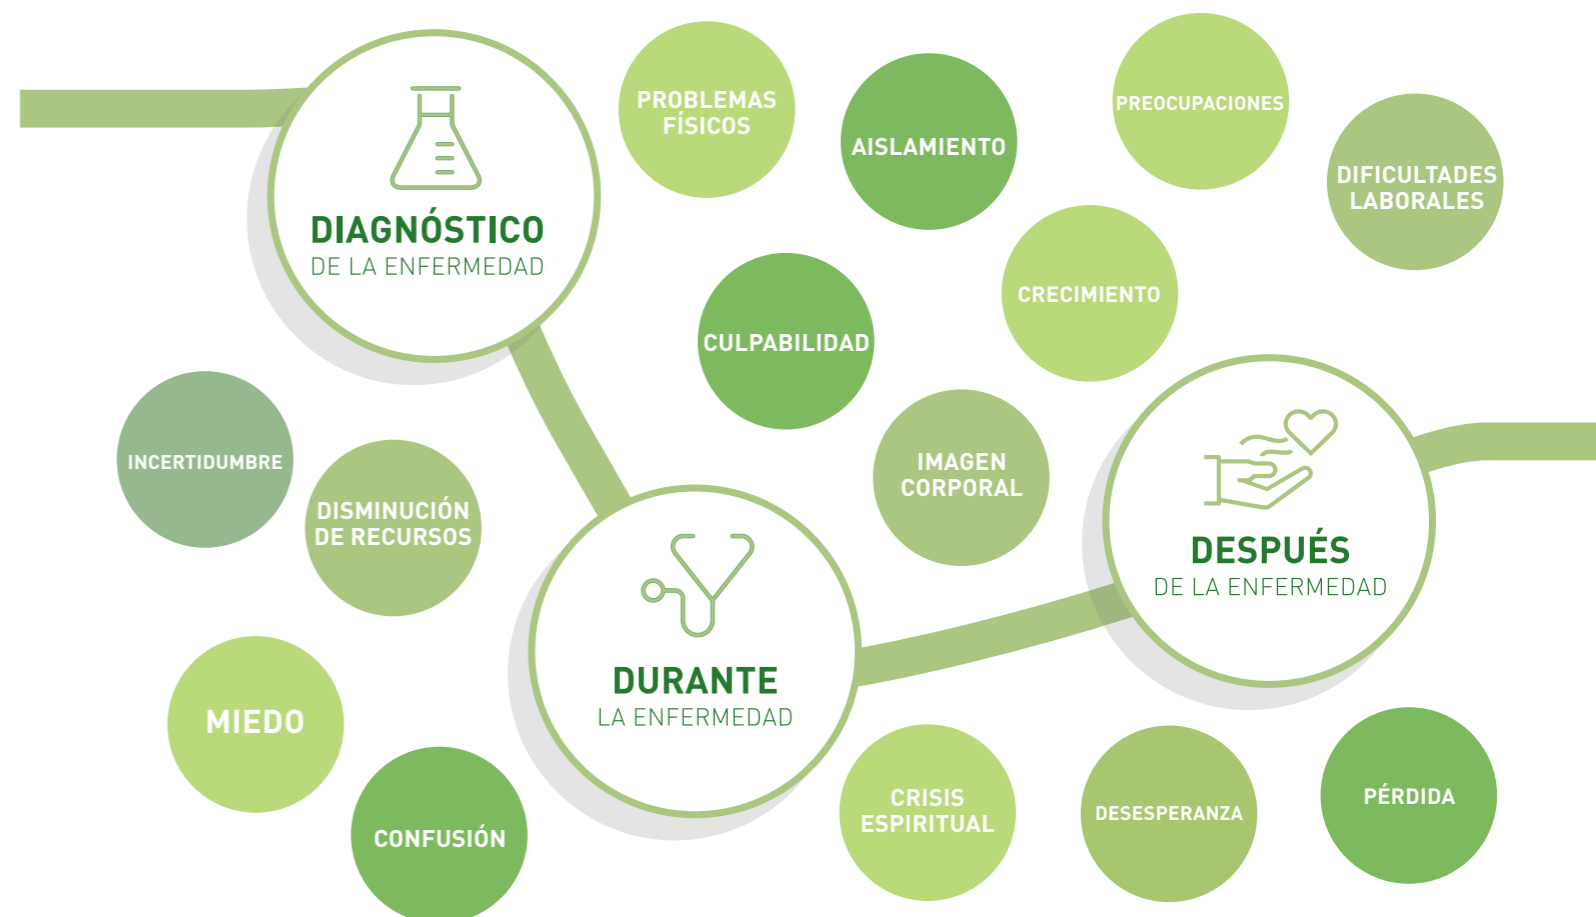 PROBLEMAS
FÍSICOS
AISLAMIENTO
PREOCUPACIONES
DIFICULTADES
LABORALES
DIAGNÓSTICO
DE LA ENFERMEDAD
CULPABILIDAD
CRECIMIENTO
INCERTIDUMBRE
DISMINUCIÓN
DE RECURSOS
IMAGEN
CORPORAL
DESPUÉS
DE LA ENFERMEDAD
DURANTE
LA ENFERMEDAD
MIEDO
CONFUSIÓN
CRISIS
ESPIRITUAL
DESESPERANZA
PÉRDIDA